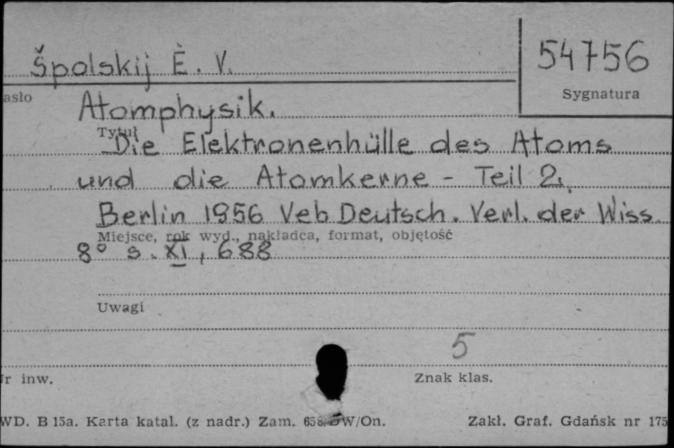 Špolskij È. V.
54756
Sygnatura
asło
Atomphysik.
Tytuł
Die Elektronenhülle des Atoms
und die Atomkerne - Teil 2.
Berlin 1956 Veb Deutsch. Verl. der Wiss.
Miejsce, rok wyd., nakładca, format, objętość
8° s. XI, 688
Uwagi
5
r inw.
Znak klas.
WD. B 15a. Karta katal. (z nadr.) Zam. /On.
Zakł. Graf. Gdańsk nr 175